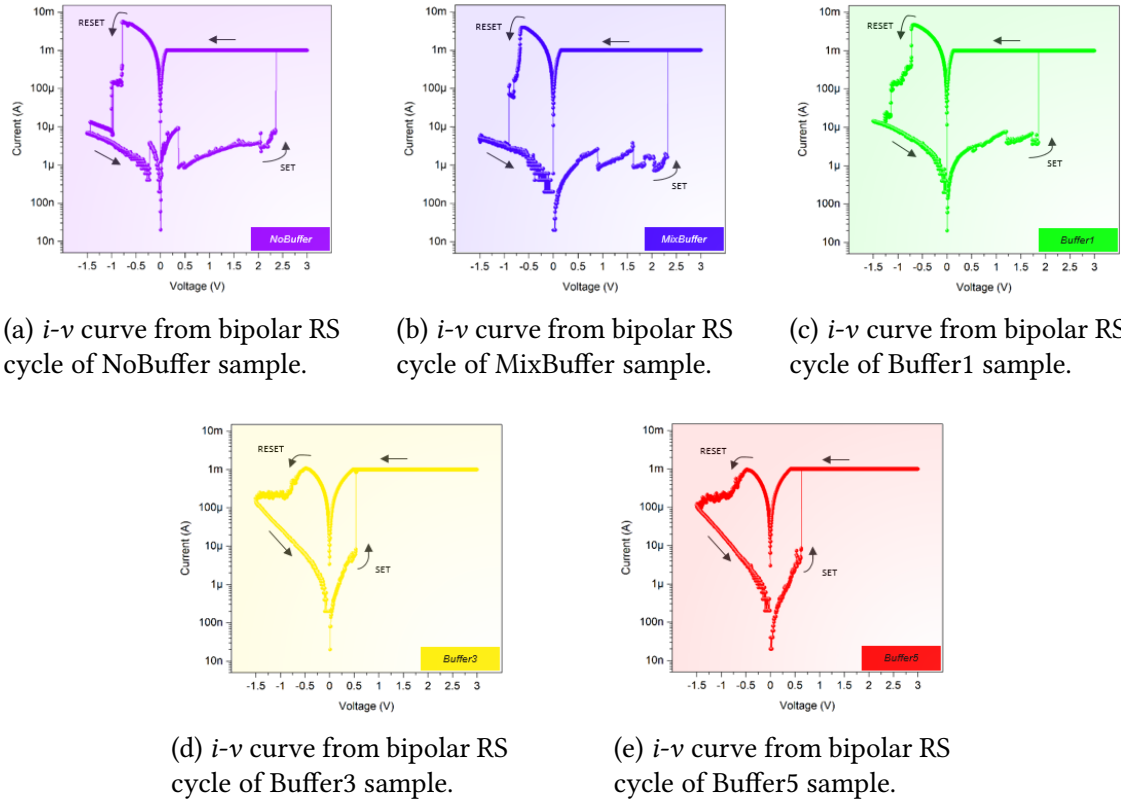 10m
1m
100µ
10µ
1µ
100n
10n
Current (A)
RESET
SET
NoBuffer
-1.5 -1 -0.5 0 0.5 1 1.5 2 2.5 3
Voltage (V)
10m
1m
100µ
10µ
1µ
100n
10n
Current (A)
RESET
SET
MixBuffer
-1.5 -1 -0.5 0 0.5 1 1.5 2 2.5 3
Voltage (V)
10m
1m
100µ
10µ
1µ
100n
10n
Current (A)
RESET
SET
Buffer1
-1.5 -1 -0.5 0 0.5 1 1.5 2 2.5 3
Voltage (V)
(a) i-v curve from bipolar RS
cycle of NoBuffer sample.
(b) i-v curve from bipolar RS
cycle of MixBuffer sample.
(c) i-v curve from bipolar RS
cycle of Buffer1 sample.
10m
1m
100µ
10µ
1µ
100n
10n
Current (A)
RESET
SET
Buffer3
-1.5 -1 -0.5 0 0.5 1 1.5 2 2.5 3
Voltage (V)
10m
1m
100µ
10µ
1µ
100n
10n
Current (A)
RESET
SET
Buffer5
-1.5 -1 -0.5 0 0.5 1 1.5 2 2.5 3
Voltage (V)
(d) i-v curve from bipolar RS
cycle of Buffer3 sample.
(e) i-v curve from bipolar RS
cycle of Buffer5 sample.